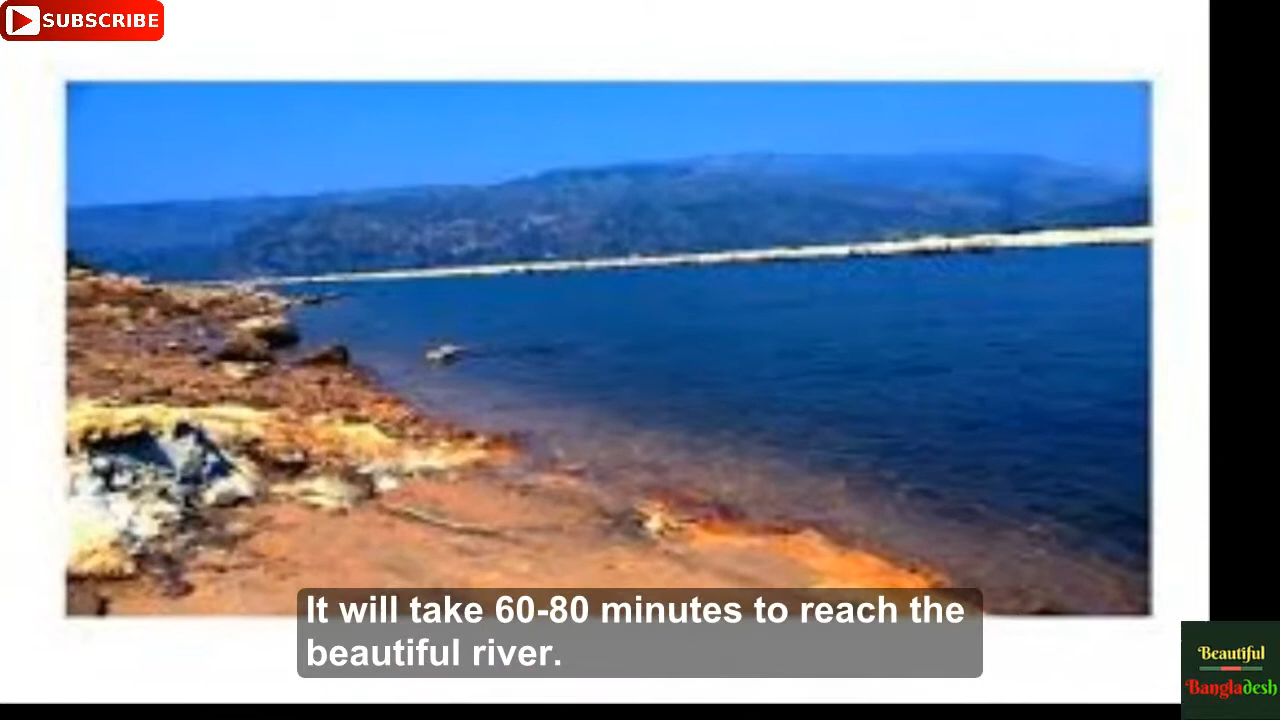 SUBSCRIBE
It will take 60-80 minutes to reach the
beautiful river.
Beautiful
Bangladesh